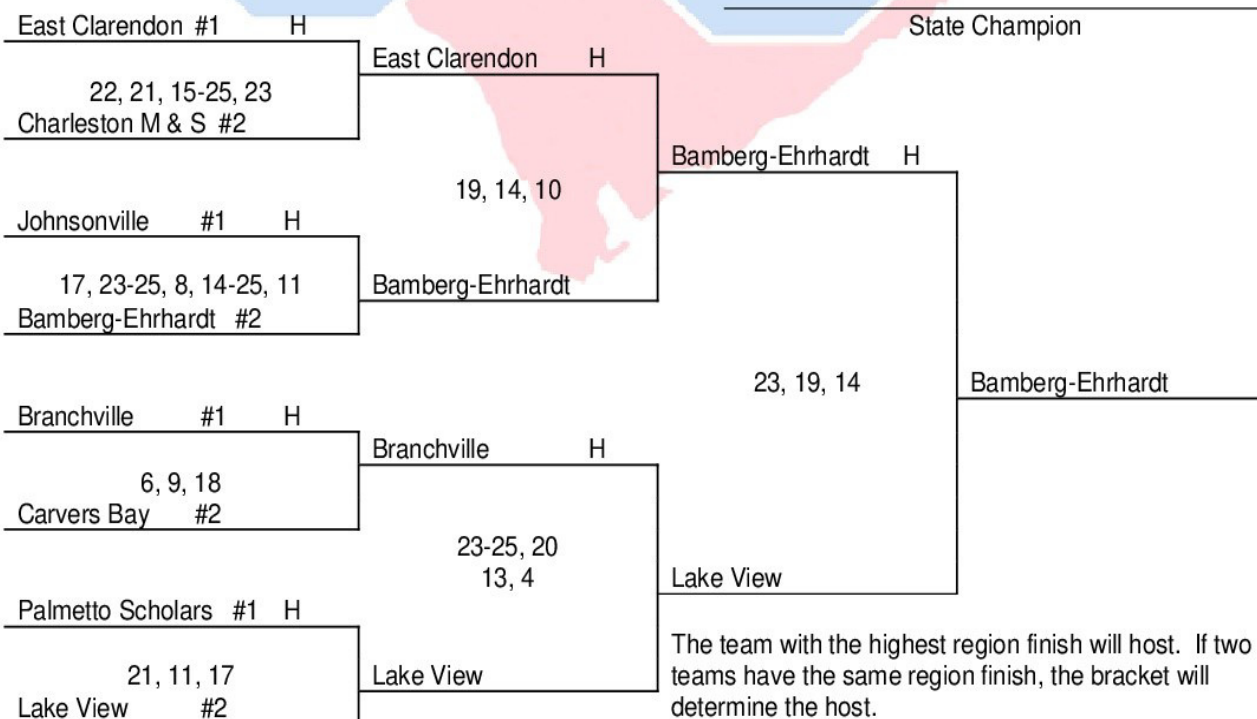 State Champion
East Clarendon #1 H
22, 21, 15-25, 23
Charleston M & S #2
East Clarendon H
19, 14, 10
Johnsonville #1 H
17, 23-25, 8, 14-25, 11
Bamberg-Ehrhardt #2
Bamberg-Ehrhardt
Bamberg-Ehrhardt H
23, 19, 14
Bamberg-Ehrhardt
Branchville #1 H
6, 9, 18
Carvers Bay #2
Branchville H
23-25, 20
13, 4
Lake View
Palmetto Scholars #1 H
21, 11, 17
Lake View #2
Lake View
The team with the highest region finish will host. If two
teams have the same region finish, the bracket will
determine the host.